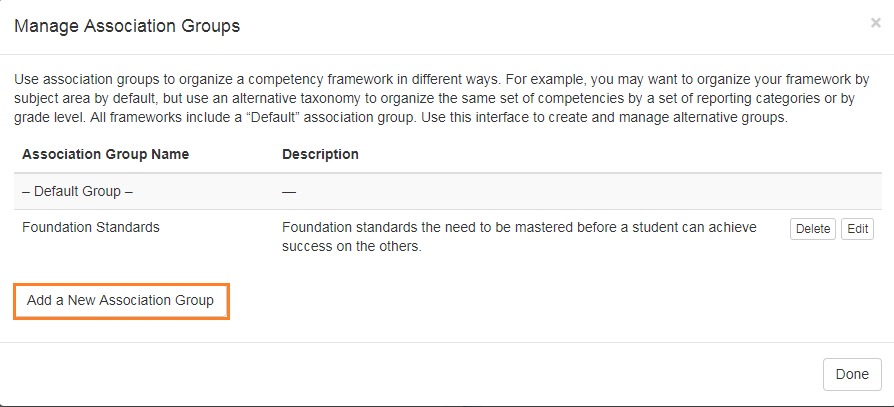 Manage Association Groups ×
Use association groups to organize a competency framework in different ways. For example, you may want to organize your framework by
subject area by default, but use an alternative taxonomy to organize the same set of competencies by a set of reporting categories or by
grade level. All frameworks include a “Default” association group. Use this interface to create and manage alternative groups.
Association Group Name Description
– Default Group – —
Foundation Standards Foundation standards the need to be mastered before a student can achieve Delete Edit
success on the others.
Add a New Association Group
Done